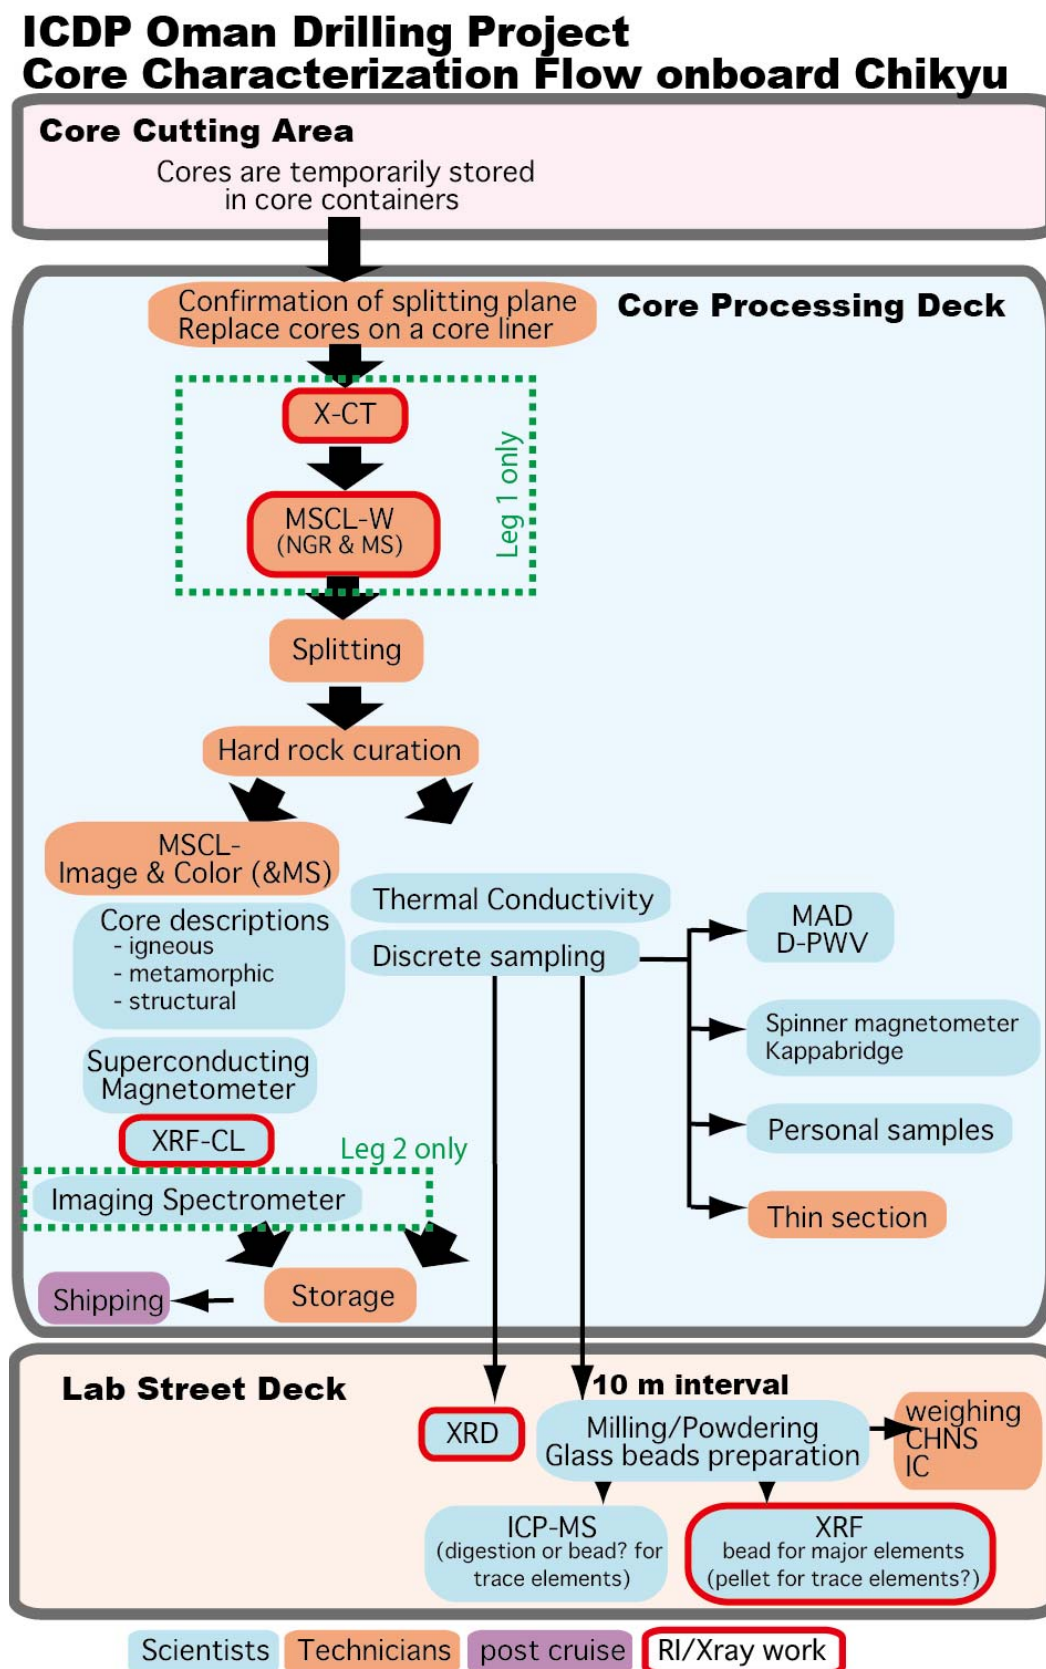 ICDP Oman Drilling Project
Core Characterization Flow onboard Chikyu
Core Cutting Area
Cores are temporarily stored
in core containers
Confirmation of splitting plane
Replace cores on a core liner
Core Processing Deck
X-CT
MSCL-W
(NGR & MS)
Leg 1 only
Splitting
Hard rock curation
MSCL-
Image & Color (&MS)
Core descriptions
- igneous
- metamorphic
- structural
Superconducting
Magnetometer
XRF-CL
Leg 2 only
Imaging Spectrometer
Storage
Shipping
Thermal Conductivity
Discrete sampling
MAD
D-PWV
Spinner magnetometer
Kappabridge
Personal samples
Thin section
Lab Street Deck
10 m interval
XRD
Milling/Powdering
Glass beads preparation
weighing
CHNS
IC
ICP-MS
(digestion or bead? for
trace elements)
XRF
bead for major elements
(pellet for trace elements?)
Scientists
Technicians
post cruise
RI/Xray work